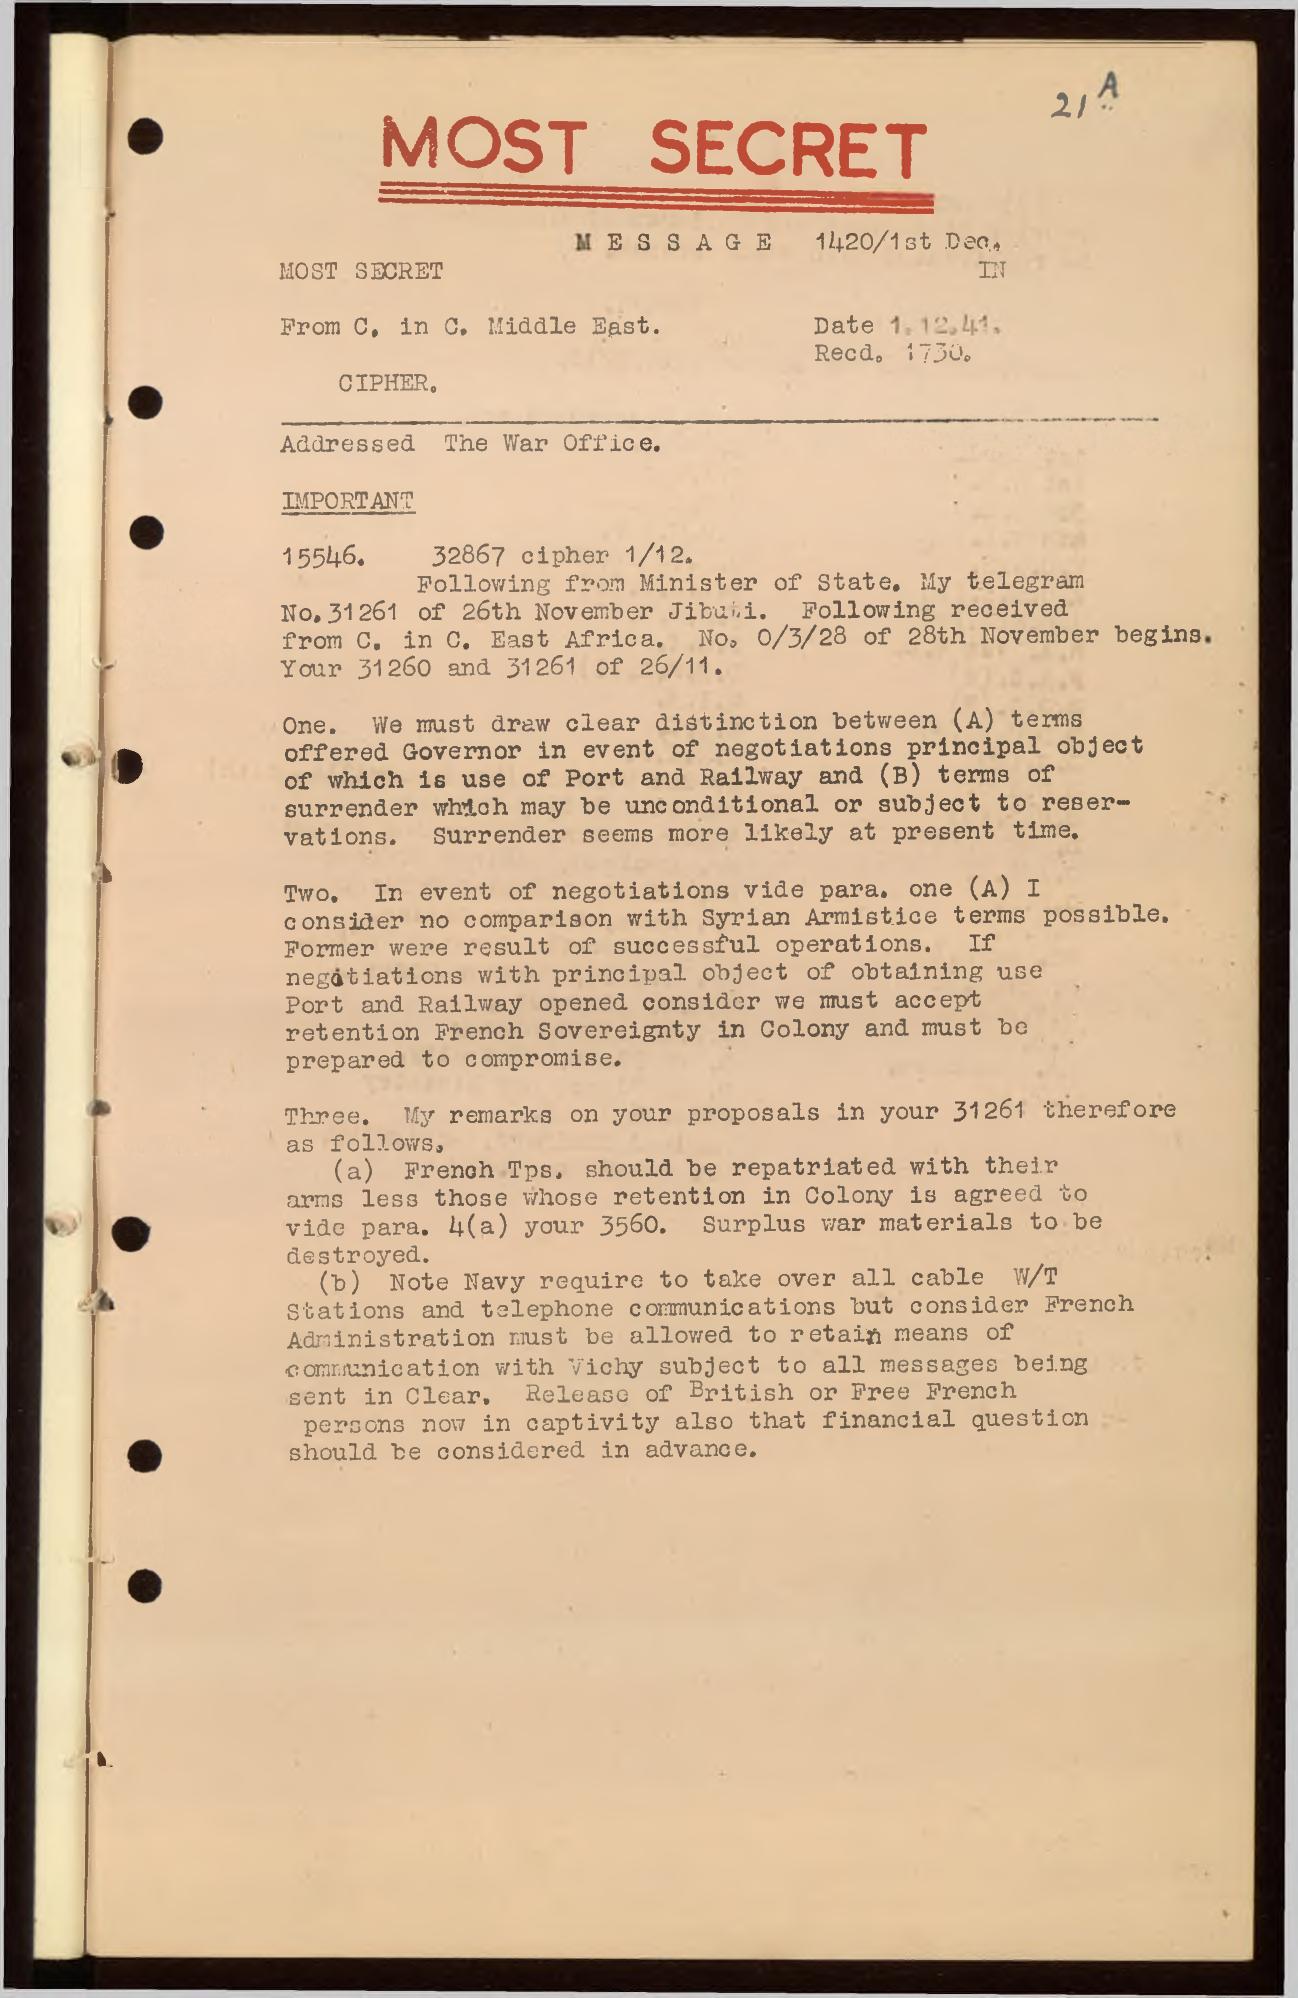 21 A
MOST SECRET
MESSAGE 1420/1st Dec.
MOST SECRET IN
From C. in C. Middle East. Date 1.12.41.
Recd. 1730.
CIPHER.
Addressed The War Office.
IMPORTANT
15546. 32867 cipher 1/12.
Following from Minister of State. My telegram
No.31261 of 26th November Jibuti. Following received
from C. in C. East Africa. No. 0/3/28 of 28th November begins.
Your 31260 and 31261 of 26/11.
One. We must draw clear distinction between (A) terms
offered Governor in event of negotiations principal object
of which is use of Port and Railway and (B) terms of
surrender which may be unconditional or subject to reser-
vations. Surrender seems more likely at present time.
Two. In event of negotiations vide para. one (A) I
consider no comparison with Syrian Armistice terms possible.
Former were result of successful operations. If
negotiations with principal object of obtaining use
Port and Railway opened consider we must accept
retention French Sovereignty in Colony and must be
prepared to compromise.
Three. My remarks on your proposals in your 31261 therefore
as follows.
(a) French Tps. should be repatriated with their
arms less those whose retention in Colony is agreed to
vide para. 4(a) your 3560. Surplus war materials to be
destroyed.
(b) Note Navy require to take over all cable W/T
Stations and telephone communications but consider French
Administration must be allowed to retain means of
communication with Vichy subject to all messages being
sent in Clear. Release of British or Free French
persons now in captivity also that financial question
should be considered in advance.